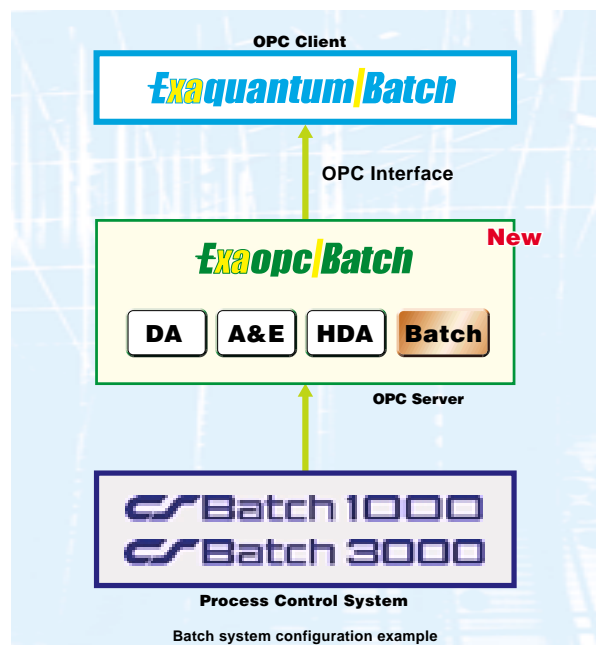 OPC Client
Exaquantum/Batch
OPC Interface
New
Exaopc/Batch
DA
A&E
HDA
Batch
OPC Server
CS Batch 1000
CS Batch 3000
Process Control System
Batch system configuration example